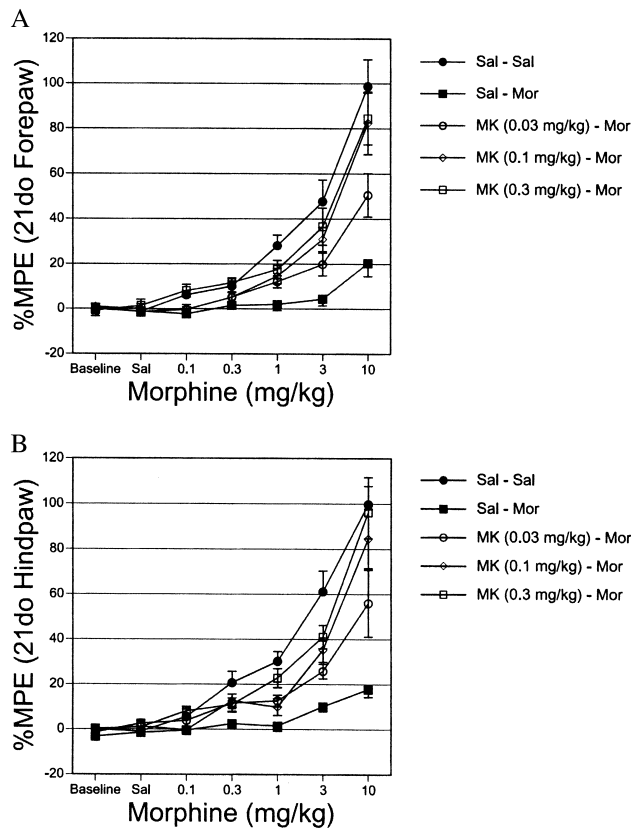 A
120
100
80
60
40
20
0
-20
%MPE (21do Forepaw)
Baseline Sal 0.1 0.3 1 3 10
Morphine (mg/kg)
Sal - Sal
Sal - Mor
MK (0.03 mg/kg) - Mor
MK (0.1 mg/kg) - Mor
MK (0.3 mg/kg) - Mor
B
120
100
80
60
40
20
0
-20
%MPE (21do Hindpaw)
Baseline Sal 0.1 0.3 1 3 10
Morphine (mg/kg)
Sal - Sal
Sal - Mor
MK (0.03 mg/kg) - Mor
MK (0.1 mg/kg) - Mor
MK (0.3 mg/kg) - Mor